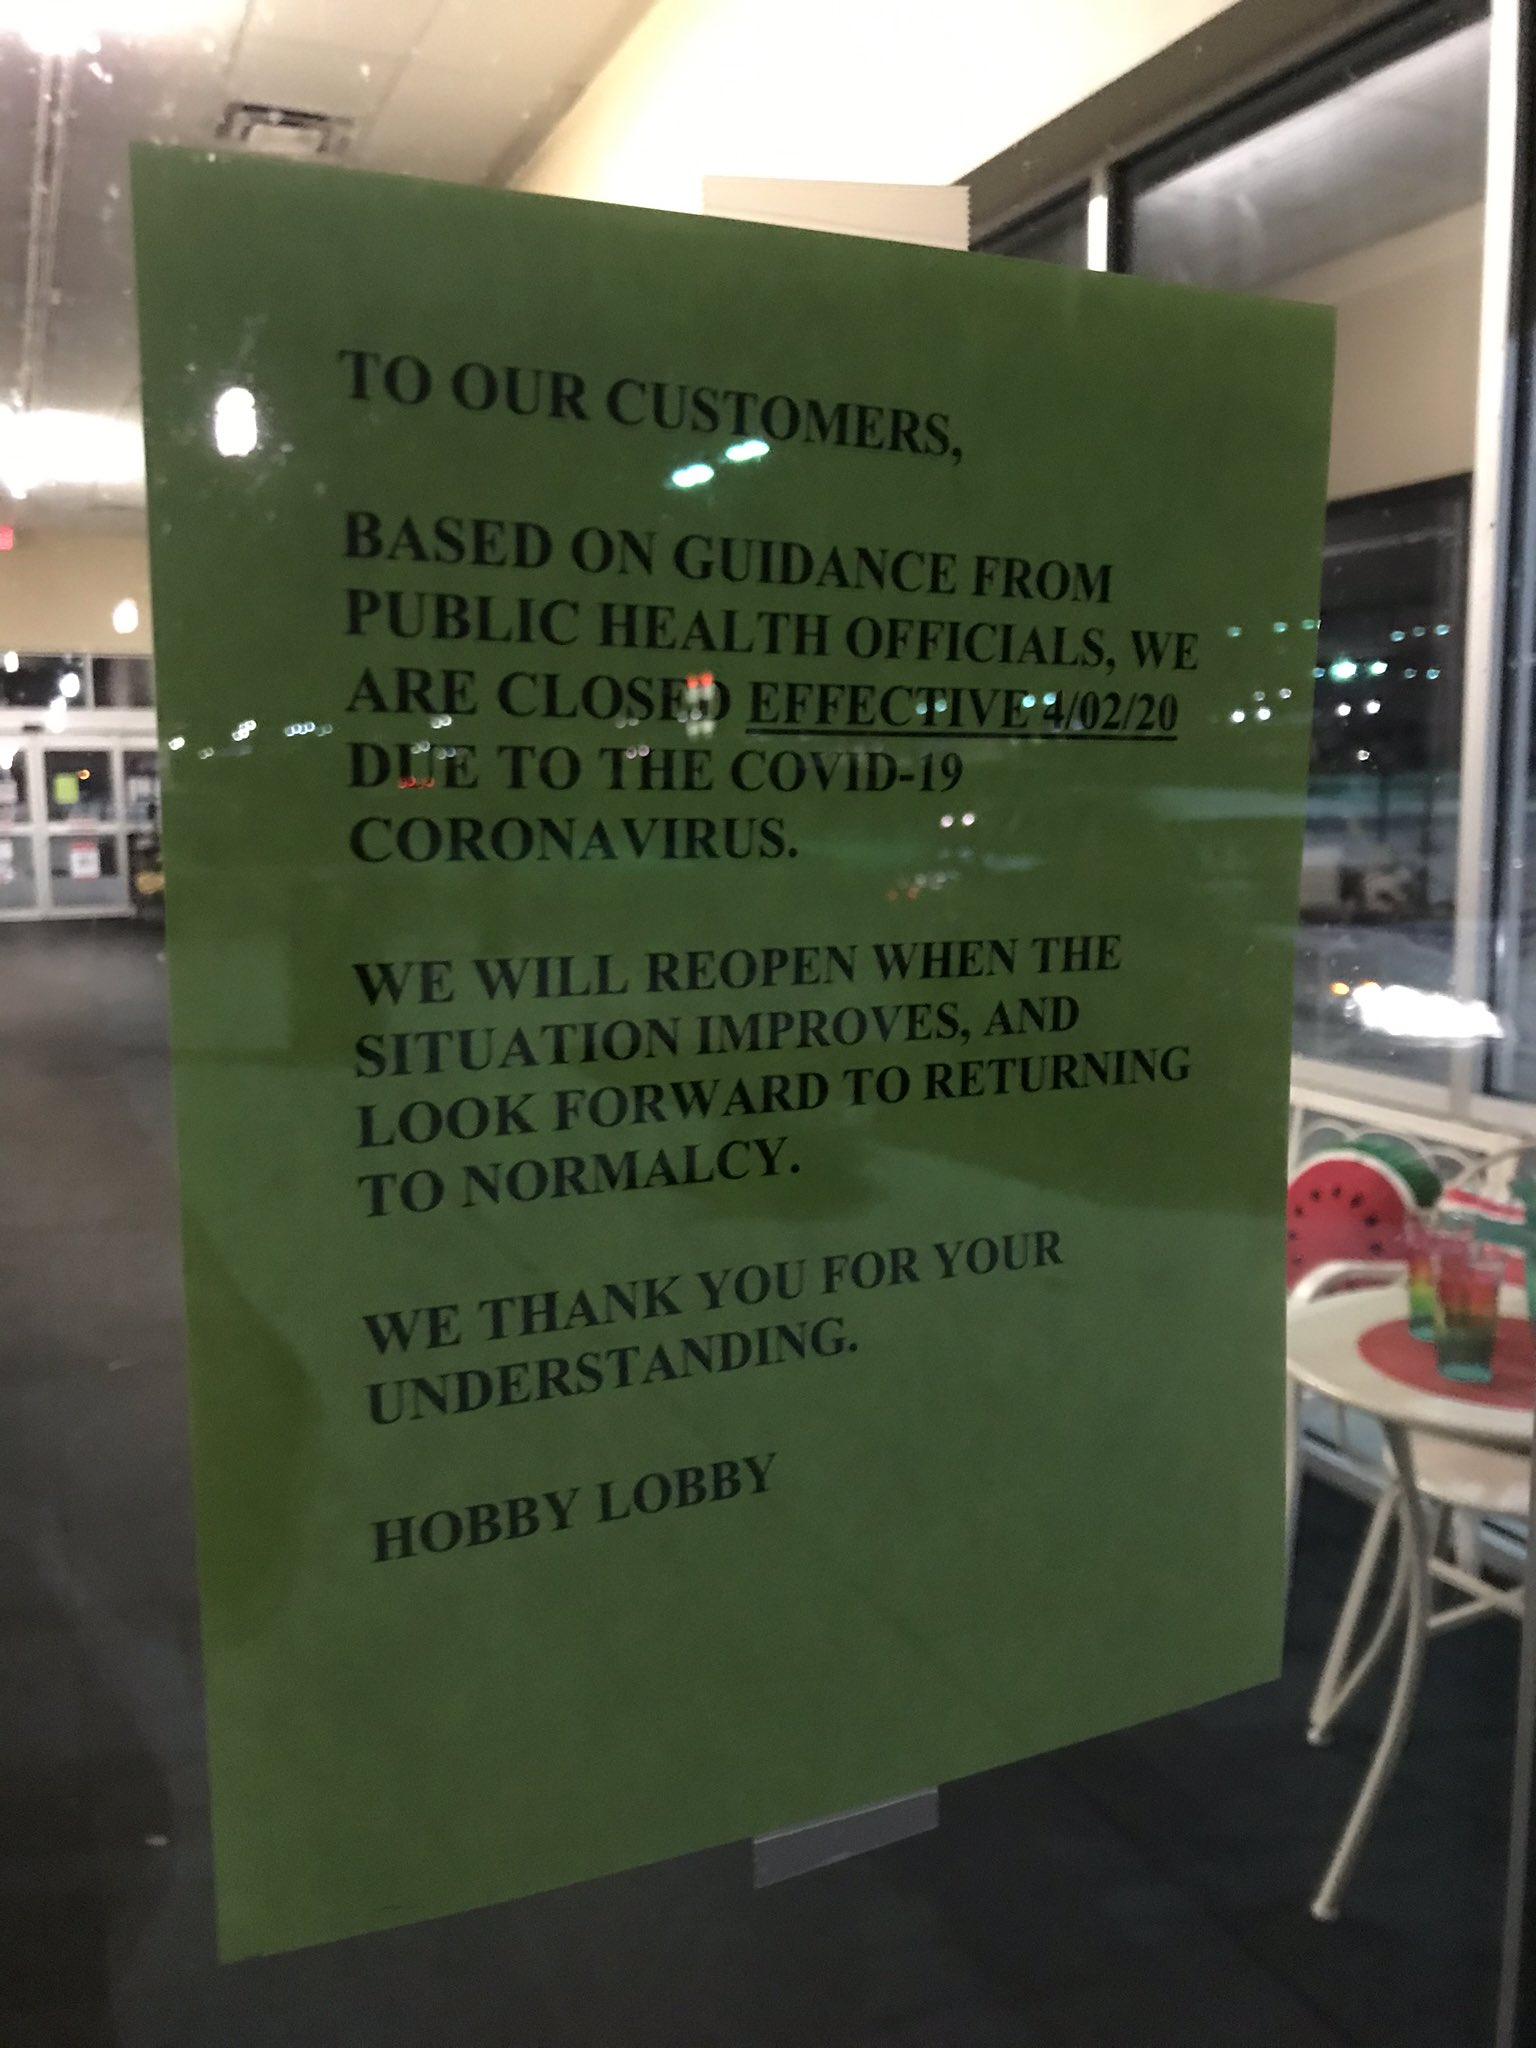 TO OUR CUSTOMERS,
BASED ON GUIDANCE FROM
PUBLIC HEALTH OFFICIALS, WE
ARE CLOSED EFFECTIVE 4/02/20
DUE TO THE COVID-19
CORONAVIRUS.
WE WILL REOPEN WHEN THE
SITUATION IMPROVES, AND
LOOK FORWARD TO RETURNING
TO NORMALCY.
WE THANK YOU FOR YOUR
UNDERSTANDING.
HOBBY LOBBY